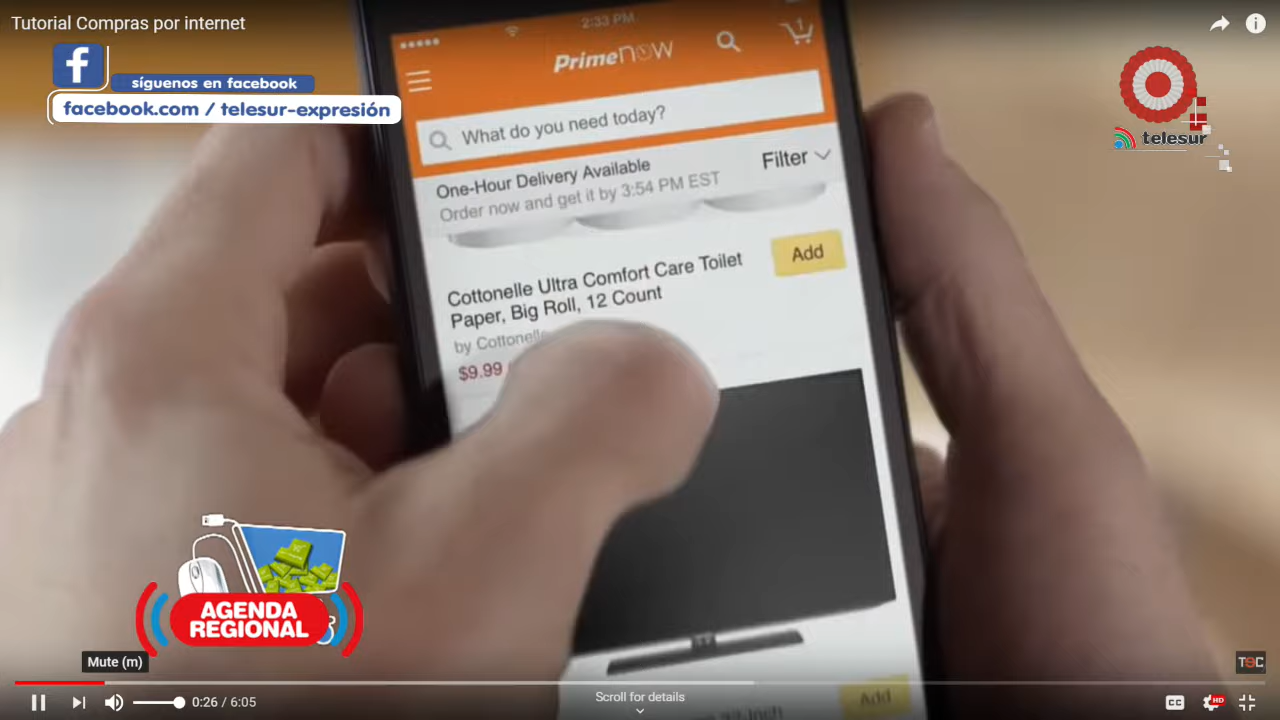 Tutorial Compras por internet
síguenos en facebook
facebook.com / telesur-expresión
telesur
2:33 PM
PrimeNOW
1
What do you need today?
One-Hour Delivery Available
Filter
Order now and get it by 3:54 PM EST
Cottonelle Ultra Comfort Care Toilet
Paper, Big Roll, 12 Count
Add
by Cottonelle
$9.99
AGENDA
REGIONAL
Mute (m)
0:26 / 6:05
Scroll for details
Add
CC
HD